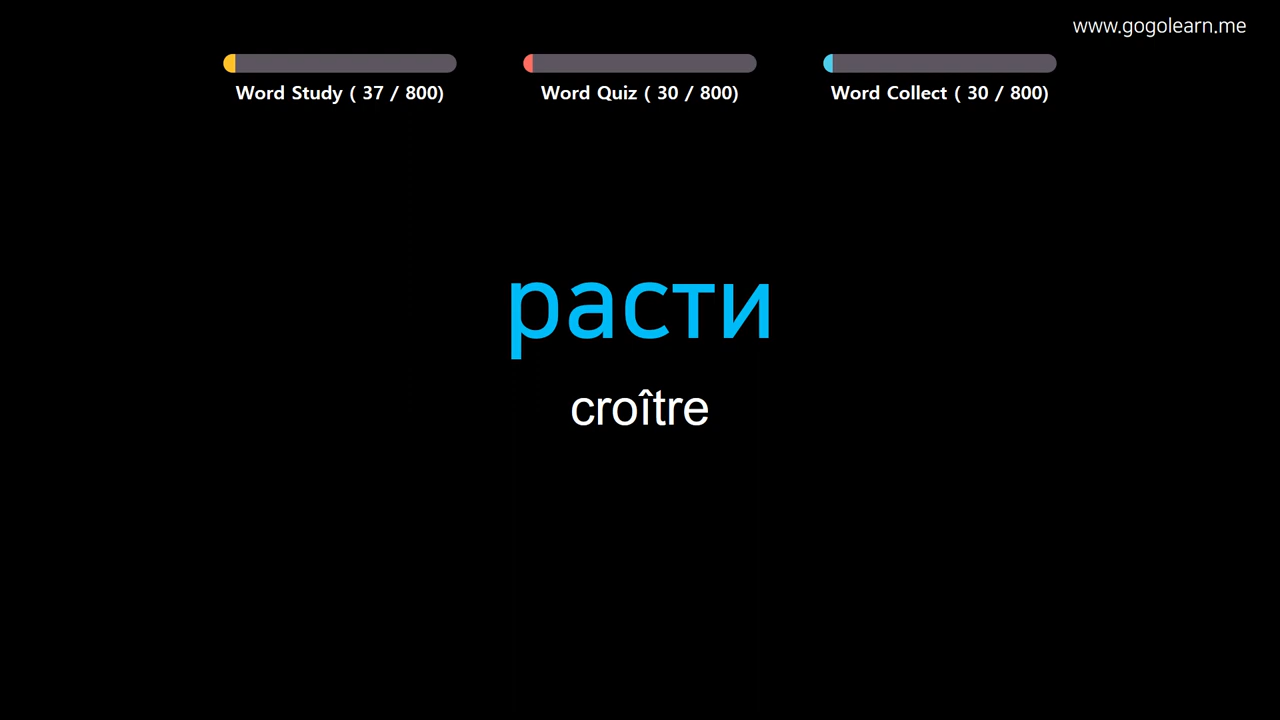 www.gogolearn.me
Word Study ( 37 / 800)
Word Quiz ( 30 / 800)
Word Collect ( 30 / 800)
расти
croître